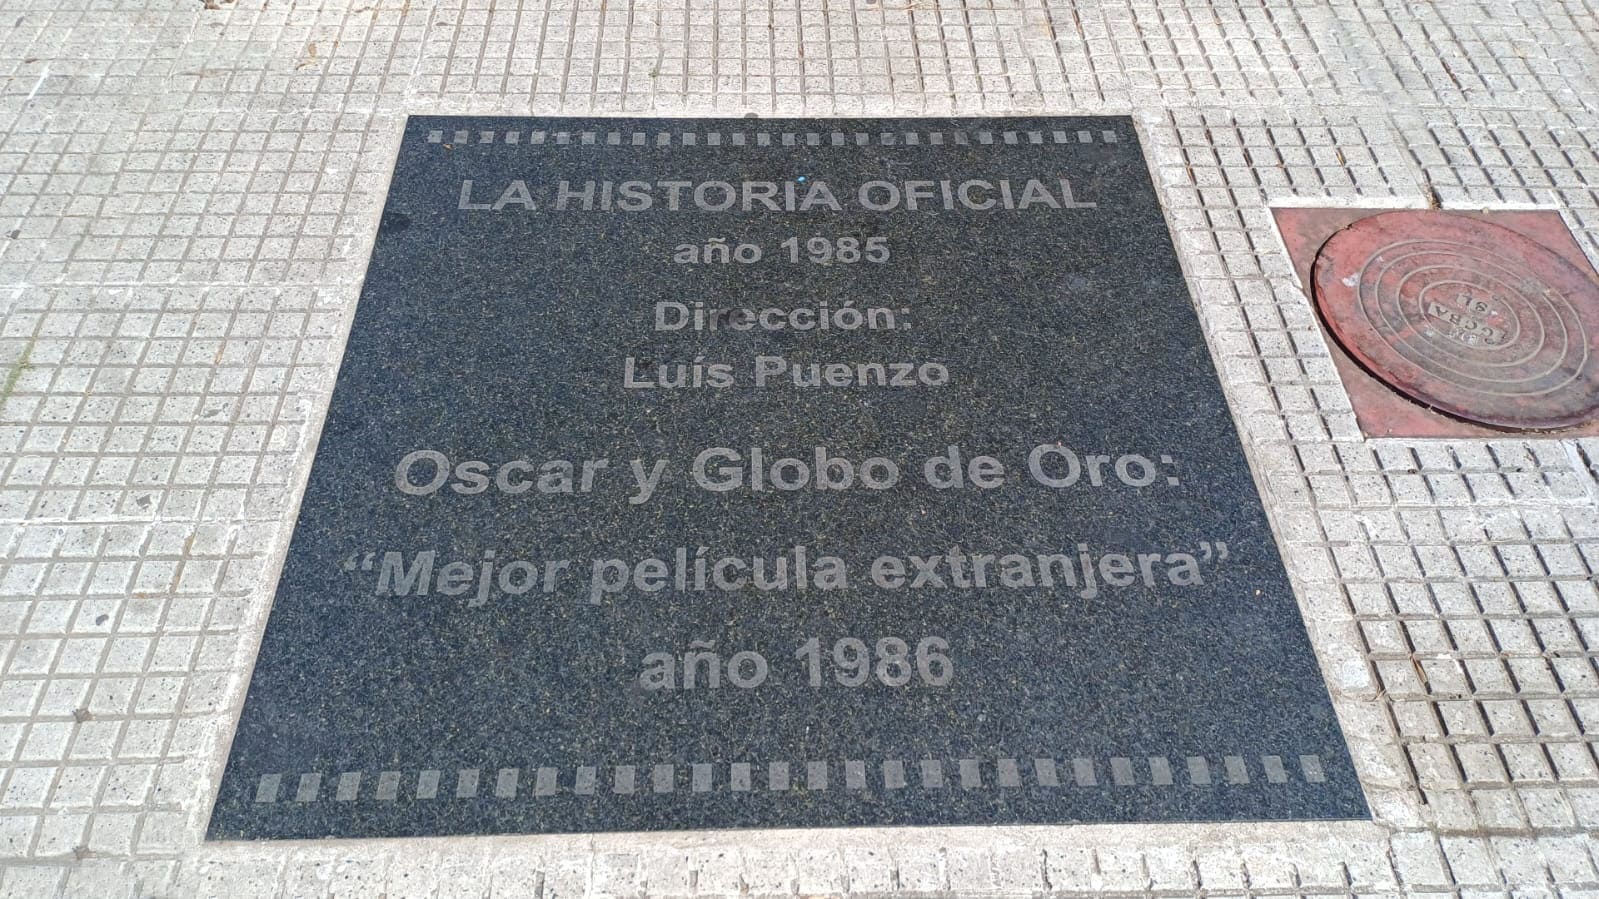 LA HISTORIA OFICIAL
año 1985
Dirección:
Luís Puenzo
Oscar y Globo de Oro:
“Mejor película extranjera”
año 1986